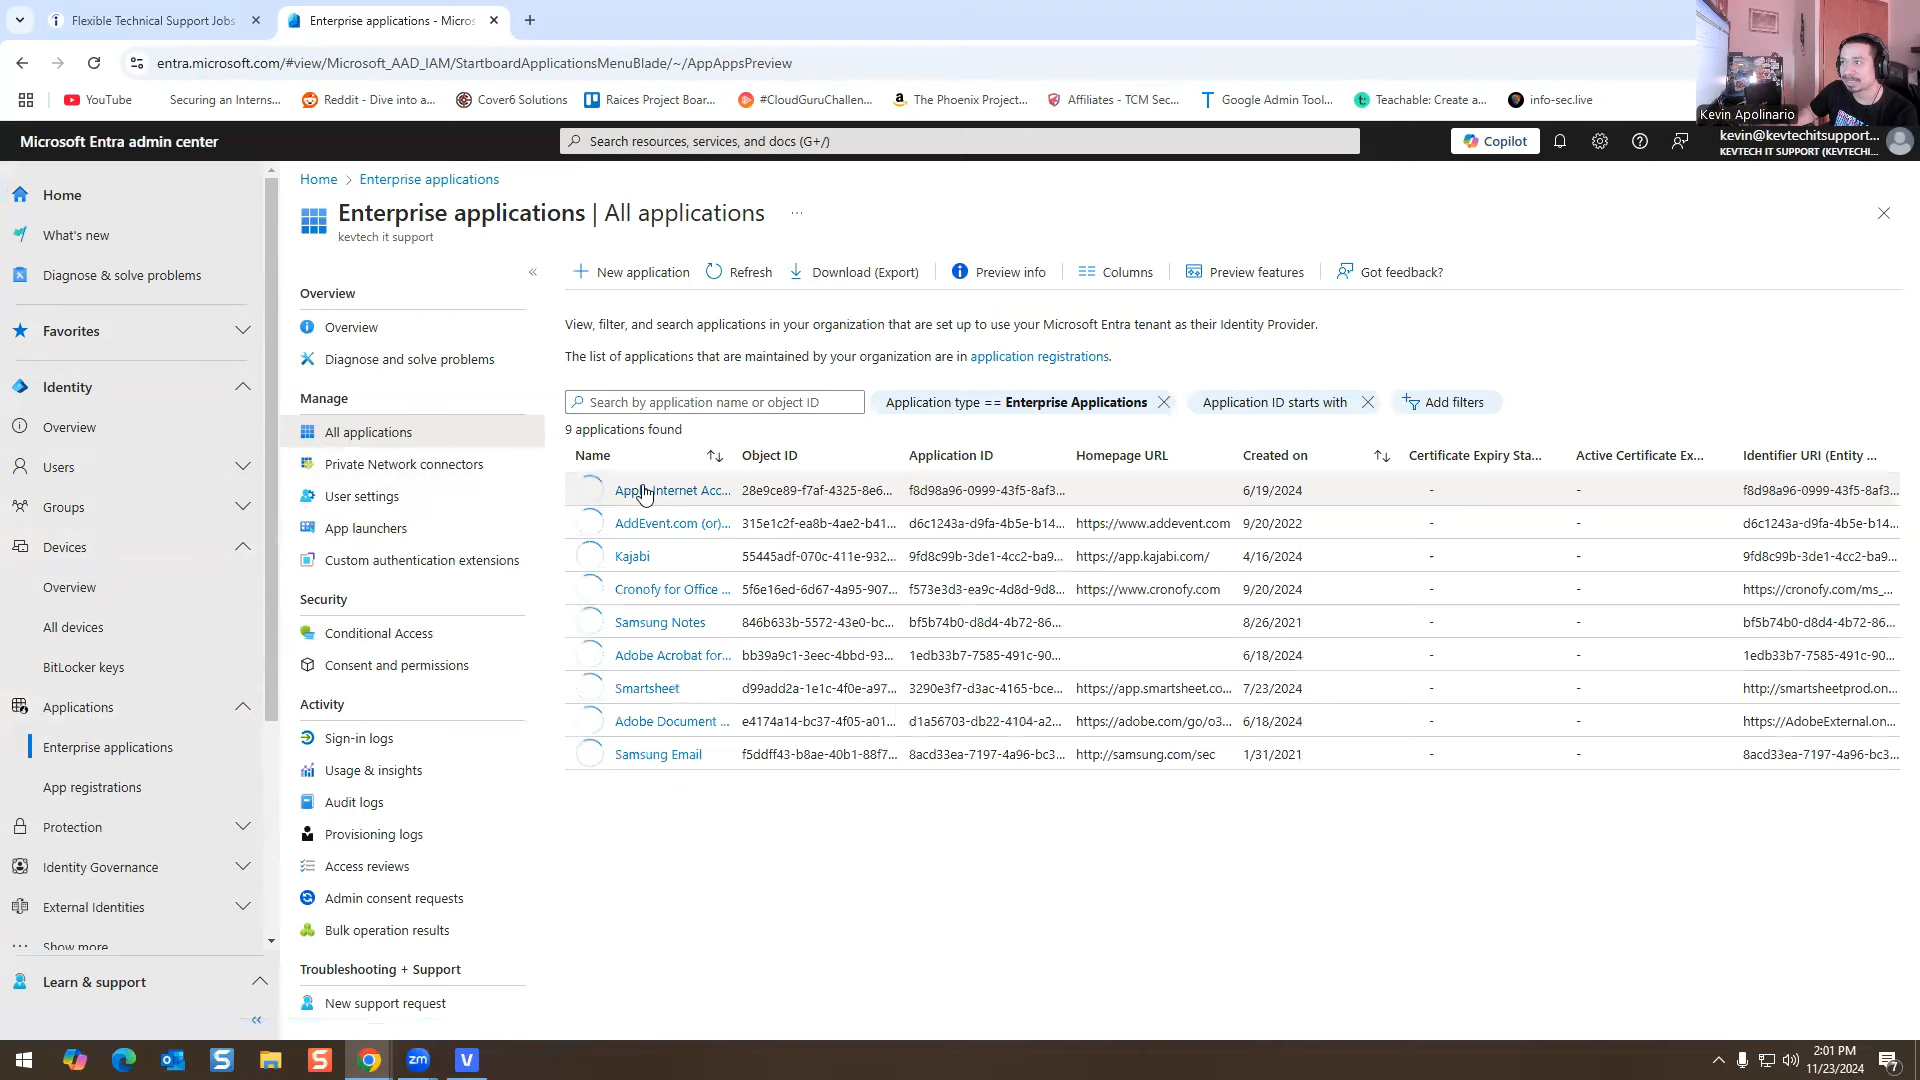 Flexible Technical Support Jobs
Enterprise applications - Micros
entra.microsoft.com/#view/Microsoft_AAD_IAM/StartboardApplicationsMenuBlade/~/AppAppsPreview
YouTube
Securing an Interns...
Reddit - Dive into a...
Cover6 Solutions
Raices Project Boar...
#CloudGuruChallen...
The Phoenix Project...
Affiliates - TCM Sec...
Google Admin Tool...
Teachable: Create a...
info-sec.live
Kevin Apolinario
Microsoft Entra admin center
Search resources, services, and docs (G+/)
Copilot
kevin@kevtechitsupport...
KEVTECH IT SUPPORT (KEVTECHI...
Home
What's new
Diagnose & solve problems
Favorites
Identity
Overview
Users
Groups
Devices
Overview
All devices
BitLocker keys
Applications
Enterprise applications
App registrations
Protection
Identity Governance
External Identities
Show more
Learn & support
Home > Enterprise applications
Enterprise applications | All applications ...
kevtech it support
Overview
Overview
Diagnose and solve problems
Manage
All applications
Private Network connectors
User settings
App launchers
Custom authentication extensions
Security
Conditional Access
Consent and permissions
Activity
Sign-in logs
Usage & insights
Audit logs
Provisioning logs
Access reviews
Admin consent requests
Bulk operation results
Troubleshooting + Support
New support request
New application Refresh Download (Export) Preview info Columns Preview features Got feedback?
View, filter, and search applications in your organization that are set up to use your Microsoft Entra tenant as their Identity Provider.
The list of applications that are maintained by your organization are in application registrations.
Search by application name or object ID Application type == Enterprise Applications Application ID starts with Add filters
9 applications found
Name Object ID Application ID Homepage URL Created on Certificate Expiry Sta... Active Certificate Ex... Identifier URI (Entity ...
Internet Acc... 28e9ce89-f7af-4325-8e6... f8d98a96-0999-43f5-8af3... 6/19/2024 - - f8d98a96-0999-43f5-8af3...
AddEvent.com (or)... 315e1c2f-ea8b-4ae2-b41... d6c1243a-d9fa-4b5e-b14... https://www.addevent.com 9/20/2022 - - d6c1243a-d9fa-4b5e-b14...
Kajabi 55445adf-070c-411e-932... 9fd8c99b-3de1-4cc2-ba9... https://app.kajabi.com/ 4/16/2024 - - 9fd8c99b-3de1-4cc2-ba9...
Cronofy for Office ... 5f6e16ed-6d67-4a95-907... f573e3d3-ea9c-4d8d-9d8... https://www.cronofy.com 9/20/2024 - - https://cronofy.com/ms_...
Samsung Notes 846b633b-5572-43e0-bc... bf5b74b0-d8d4-4b72-86... 8/26/2021 - - bf5b74b0-d8d4-4b72-86...
Adobe Acrobat for... bb39a9c1-3eec-4bbd-93... 1edb33b7-7585-491c-90... 6/18/2024 - - 1edb33b7-7585-491c-90...
Smartsheet d99add2a-1e1c-4f0e-a97... 3290e3f7-d3ac-4165-bce... https://app.smartsheet.co... 7/23/2024 - - http://smartsheetprod.on...
Adobe Document ... e4174a14-bc37-4f05-a01... d1a56703-db22-4104-a2... https://adobe.com/go/o3... 6/18/2024 - - https://AdobeExternal.on...
Samsung Email f5ddff43-b8ae-40b1-88f7... 8acd33ea-7197-4a96-bc3... http://samsung.com/sec 1/31/2021 - - 8acd33ea-7197-4a96-bc3...
zm
V
2:01 PM
11/23/2024
7